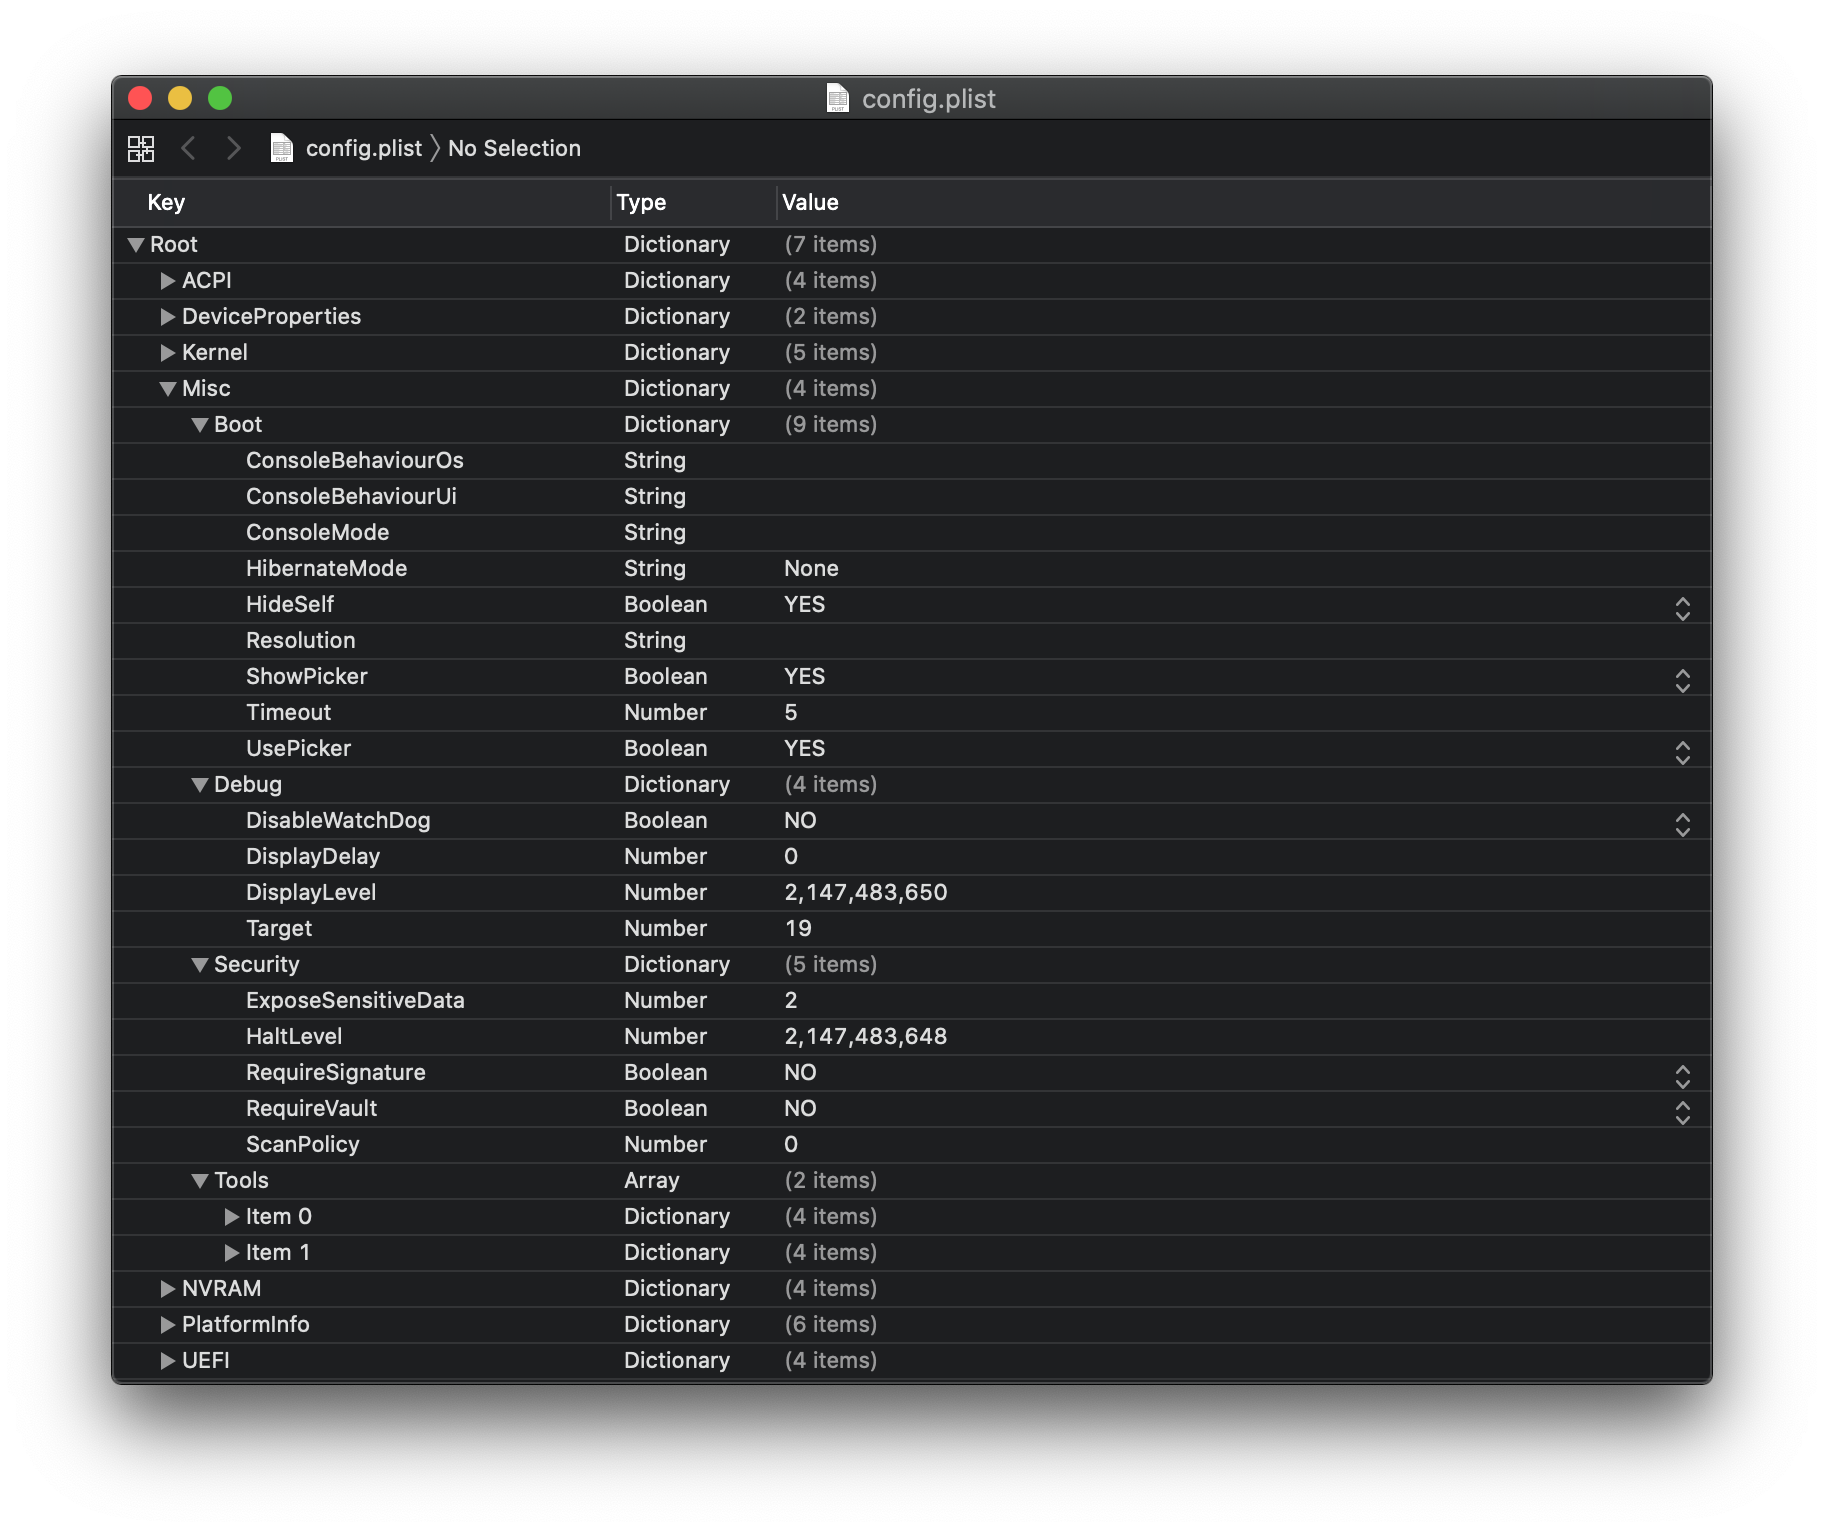 config.plist
config.plist 〉 No Selection
Key Type Value
Root Dictionary (7 items)
ACPI Dictionary (4 items)
DeviceProperties Dictionary (2 items)
Kernel Dictionary (5 items)
Misc Dictionary (4 items)
Boot Dictionary (9 items)
ConsoleBehaviourOs String
ConsoleBehaviourUi String
ConsoleMode String
HibernateMode String None
HideSelf Boolean YES
Resolution String
ShowPicker Boolean YES
Timeout Number 5
UsePicker Boolean YES
Debug Dictionary (4 items)
DisableWatchDog Boolean NO
DisplayDelay Number 0
DisplayLevel Number 2,147,483,650
Target Number 19
Security Dictionary (5 items)
ExposeSensitiveData Number 2
HaltLevel Number 2,147,483,648
RequireSignature Boolean NO
RequireVault Boolean NO
ScanPolicy Number 0
Tools Array (2 items)
Item 0 Dictionary (4 items)
Item 1 Dictionary (4 items)
NVRAM Dictionary (4 items)
PlatformInfo Dictionary (6 items)
UEFI Dictionary (4 items)